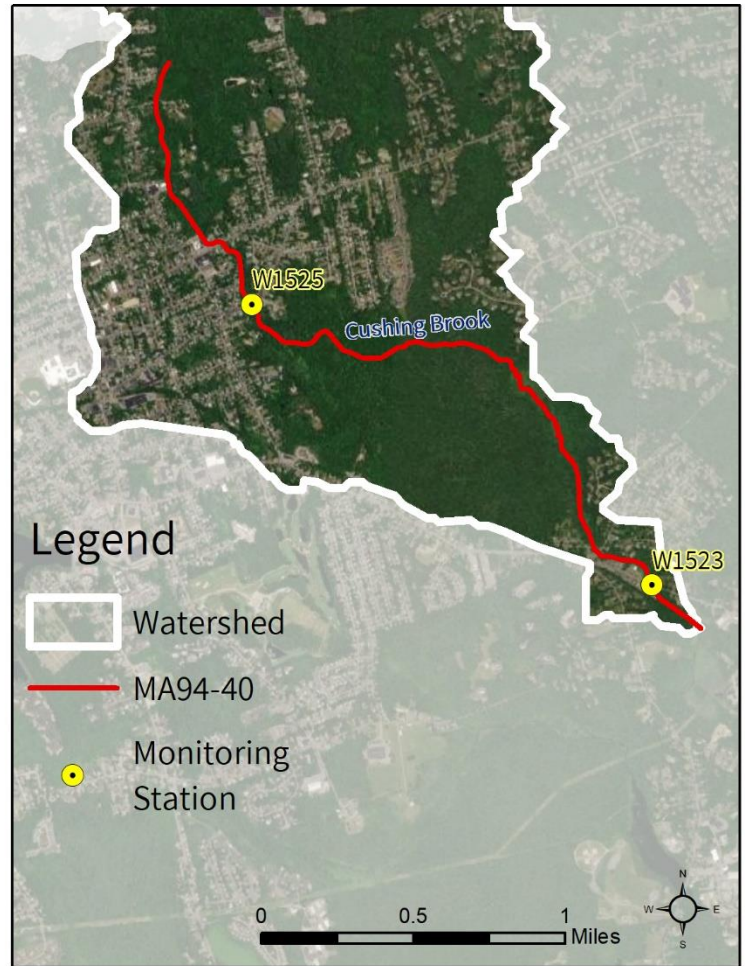 W1525
Cushing Brook
W1523
Legend
Watershed
MA94-40
Monitoring
Station
0 0.5 1
Miles
N
W E
S